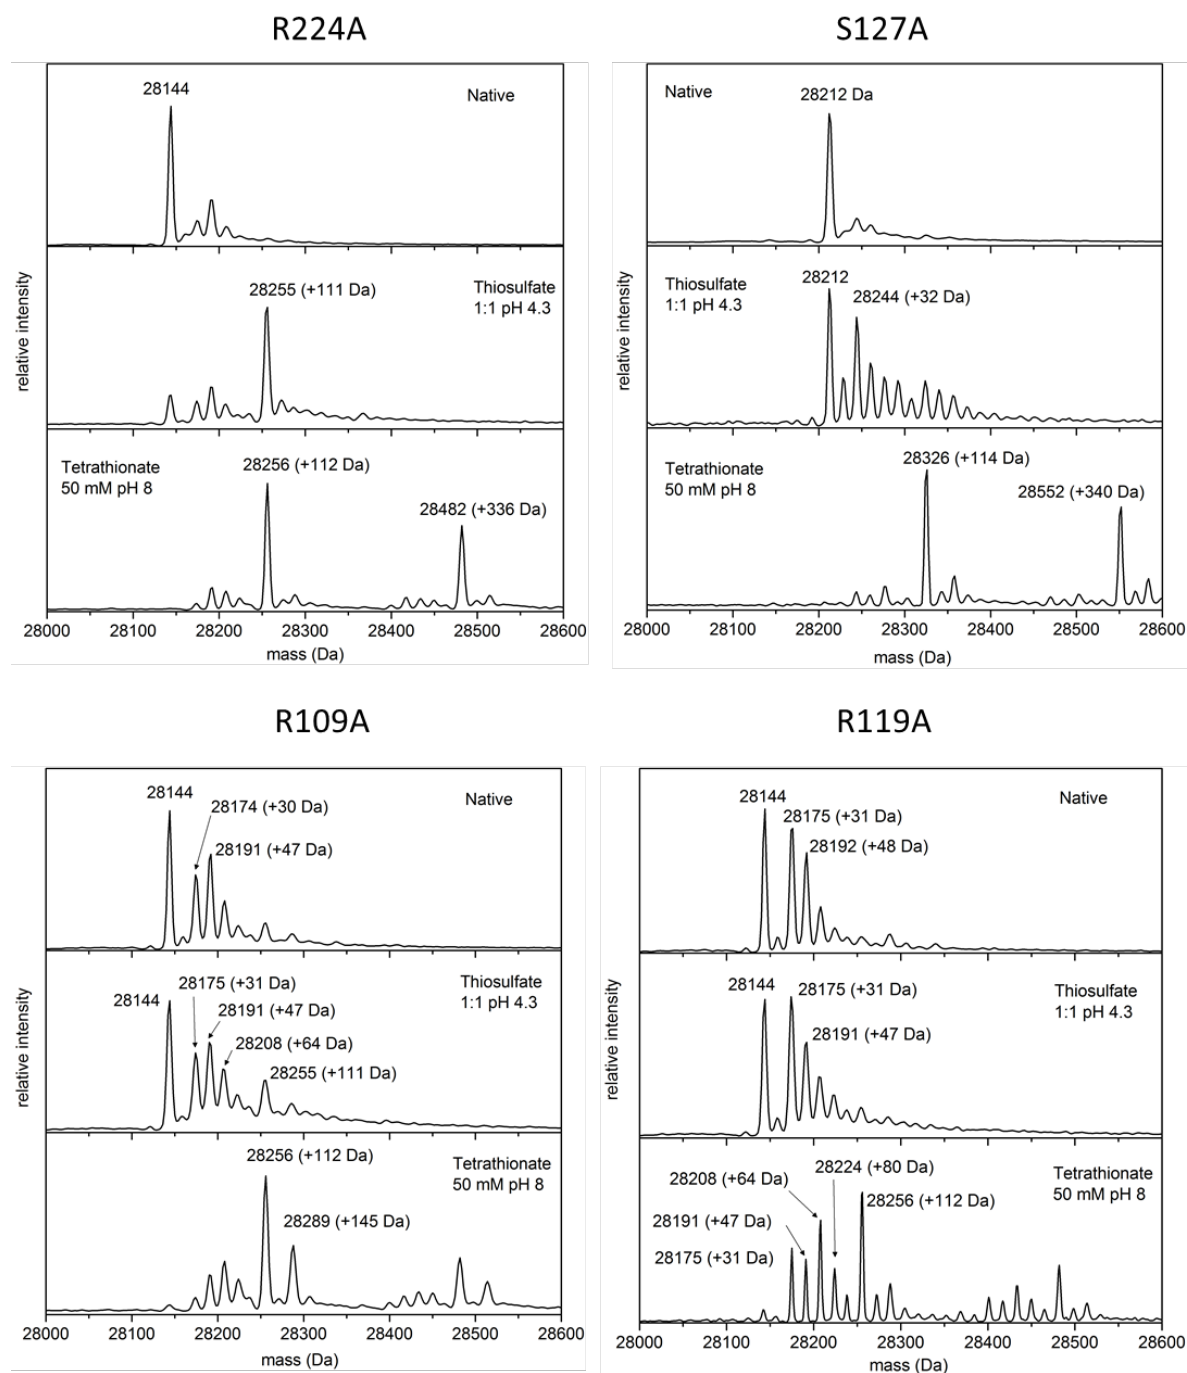 R224A
28144
Native
28255 (+111 Da)
Thiosulfate
1:1 pH 4.3
Tetrathionate
50 mM pH 8
28256 (+112 Da)
28482 (+336 Da)
relative intensity
28000 28100 28200 28300 28400 28500 28600
mass (Da)
S127A
Native
28212 Da
Thiosulfate
1:1 pH 4.3
28212
28244 (+32 Da)
Tetrathionate
50 mM pH 8
28326 (+114 Da)
28552 (+340 Da)
relative intensity
28000 28100 28200 28300 28400 28500 28600
mass (Da)
R109A
28144
Native
28174 (+30 Da)
28191 (+47 Da)
28175 (+31 Da)
Thiosulfate
1:1 pH 4.3
28144
28191 (+47 Da)
28208 (+64 Da)
28255 (+111 Da)
28256 (+112 Da)
Tetrathionate
50 mM pH 8
28289 (+145 Da)
relative intensity
28000 28100 28200 28300 28400 28500 28600
mass (Da)
R119A
28144
Native
28175 (+31 Da)
28192 (+48 Da)
28144
28175 (+31 Da)
Thiosulfate
1:1 pH 4.3
28191 (+47 Da)
28208 (+64 Da)
28224 (+80 Da)
Tetrathionate
50 mM pH 8
28256 (+112 Da)
28191 (+47 Da)
28175 (+31 Da)
relative intensity
28000 28100 28200 28300 28400 28500 28600
mass (Da)